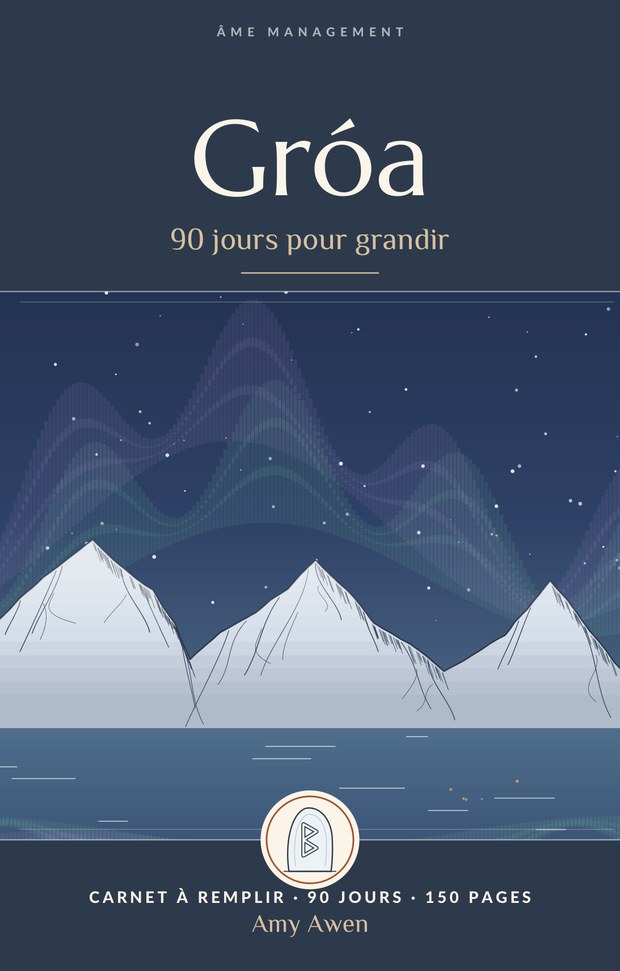 ÂME MANAGEMENT
Gróa
90 jours pour grandir
CARNET À REMPLIR · 90 JOURS · 150 PAGES
Amy Awen